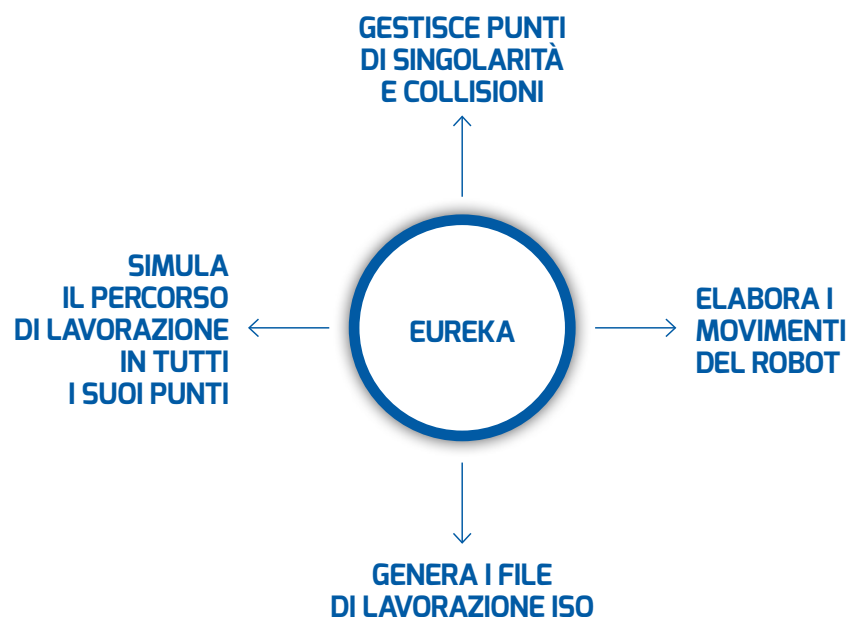 GESTISCE PUNTI
DI SINGOLARITÀ
E COLLISIONI
SIMULA
IL PERCORSO
DI LAVORAZIONE
IN TUTTI
I SUOI PUNTI
EUREKA
ELABORA I
MOVIMENTI
DEL ROBOT
GENERA I FILE
DI LAVORAZIONE ISO